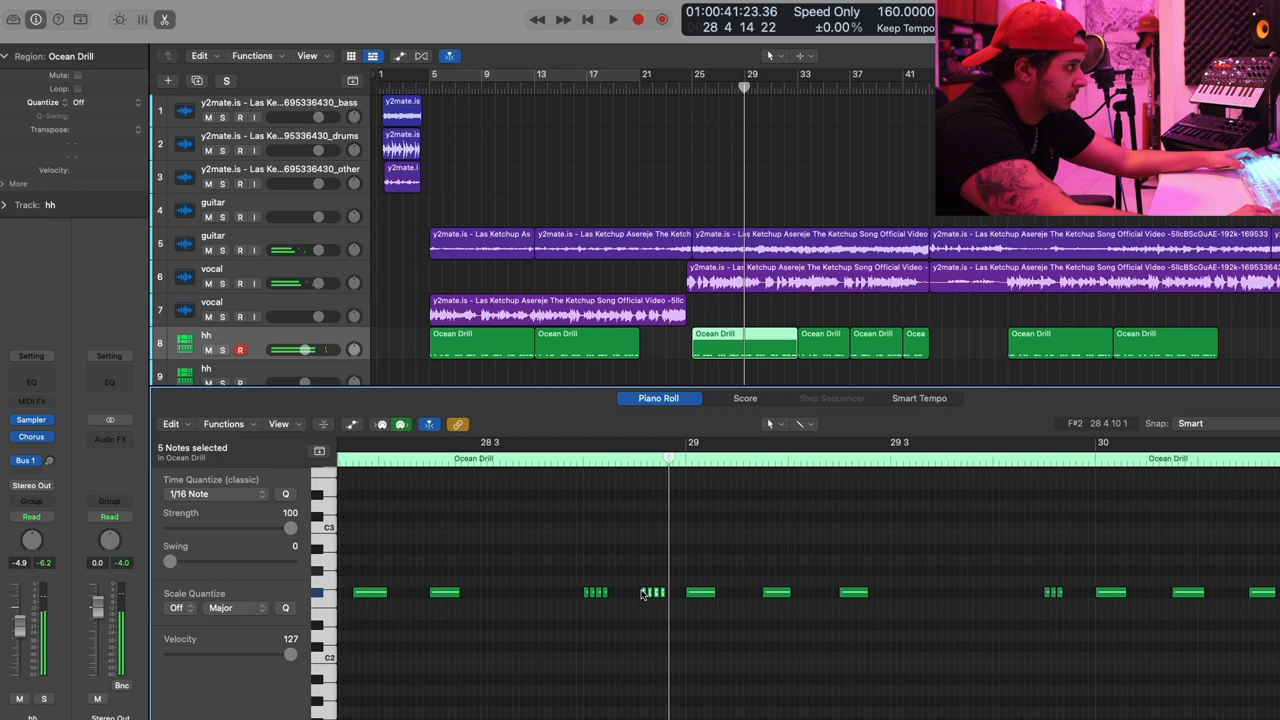 01:00:41:23.36
28 4 14 22
Speed Only
±0.00%
160.0000
Keep Tempo
Region: Ocean Drill
Mute:
Loop:
Quantize Off
Q-Swing:
Transpose:
Velocity:
More
Track: hh
Edit Functions View
S
1 5 9 13 17 21 25 29 33 37 41
1 y2mate.is - Las Ke...695336430_bass
M S R I
y2mate.is
2 y2mate.is - Las Ke...95336430_drums
M S R I
y2mate.is
3 y2mate.is - Las Ke...695336430_other
M S R I
y2mate.i
4 guitar
M S R I
5 guitar
M S R I
y2mate.is - Las Ketchup As
y2mate.is - Las Ketchup Asereje The Ketc
y2mate.is - Las Ketchup Asereje The Ketchup Song Official Video
y2mate.is - Las Ketchup Asereje The Ketchup Song Official Video -5IlcBScGuAE-192k-169533
6 vocal
M S R I
y2mate.is - Las Ketchup Asereje The Ketchup Song Official Video -
y2mate.is - Las Ketchup Asereje The Ketchup Song Official Video -5IlcBScGuAE-192k-1695364
7 vocal
M S R I
y2mate.is - Las Ketchup Asereje The Ketchup Song Official Video -5Ilc
8 hh
M S R
Ocean Drill Ocean Drill Ocean Drill Ocean Drill Ocean Drill Ocea Ocean Drill Ocean Drill
9 hh
M S R
Piano Roll Score Step Sequencer Smart Tempo
Edit Functions View
F#2 28 4 10 1 Snap: Smart
5 Notes selected
in Ocean Drill
28 3 29 29 3 30
Ocean Drill Ocean Drill
Time Quantize (classic)
1/16 Note Q
Strength 100
Swing 0
Scale Quantize
Off Major Q
Velocity 127
C3
C2
Setting Setting
EQ EQ
MIDI FX
Sampler
Chorus Audio FX
Bus 1
Stereo Out
Group Group
Read Read
-4.9 -6.2 0.0 -4.0
Bnc
M S M
hh Stereo Out